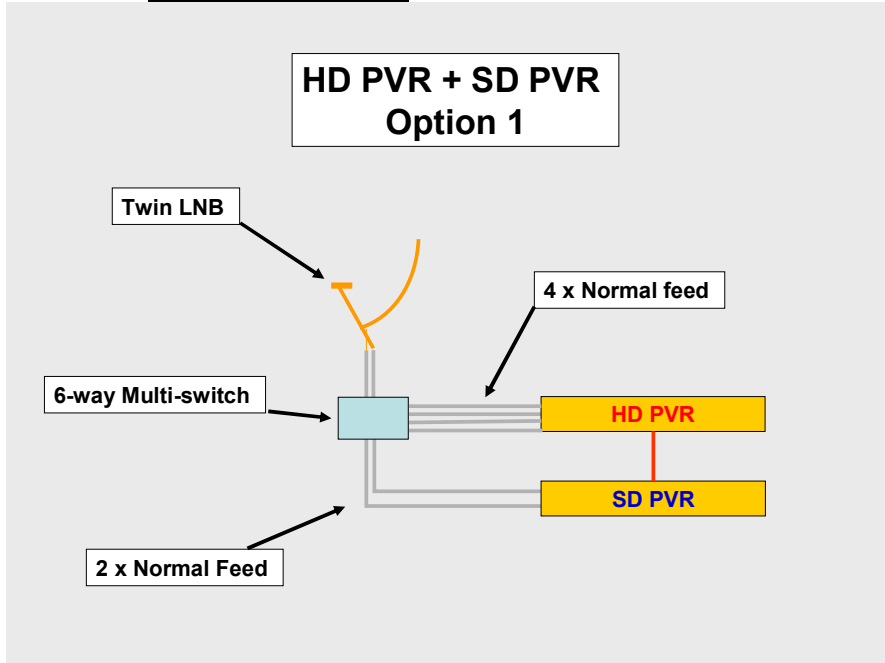 HD PVR + SD PVR
Option 1
Twin LNB
4 x Normal feed
6-way Multi-switch
HD PVR
SD PVR
2 x Normal Feed